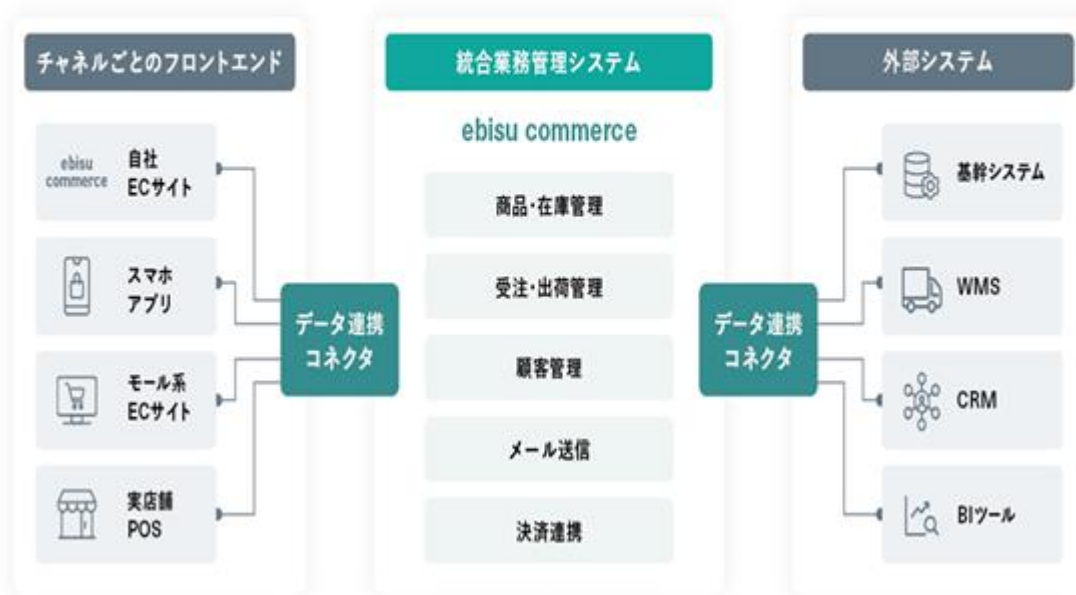 チャネルごとのフロントエンド
ebisu
commerce
自社
ECサイト
スマホ
アプリ
モール系
ECサイト
実店舗
POS
データ連携
コネクタ
統合業務管理システム
ebisu commerce
商品・在庫管理
受注・出荷管理
顧客管理
メール送信
決済連携
データ連携
コネクタ
外部システム
基幹システム
WMS
CRM
BIツール